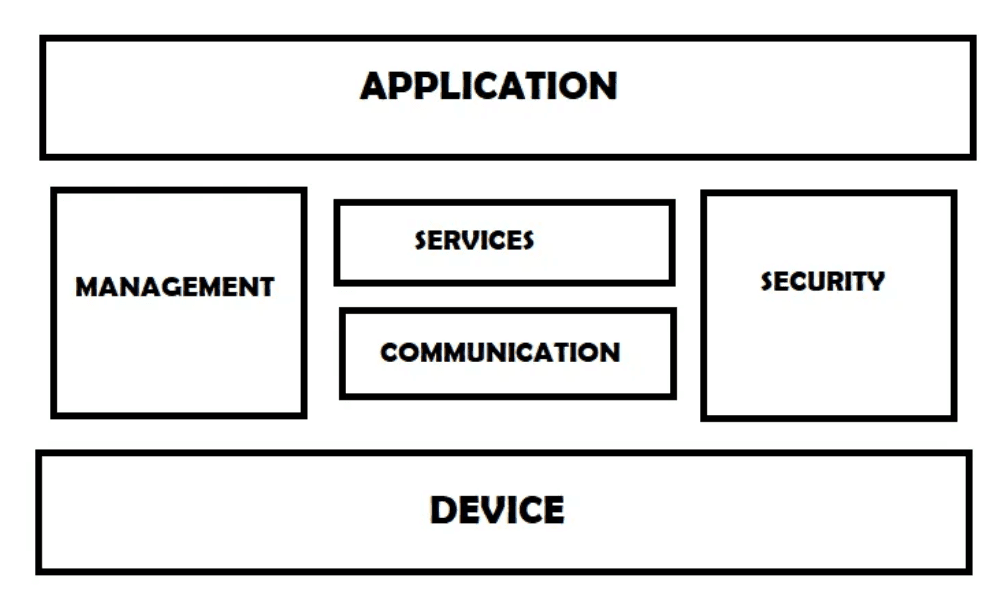 APPLICATION
MANAGEMENT
SERVICES
COMMUNICATION
SECURITY
DEVICE